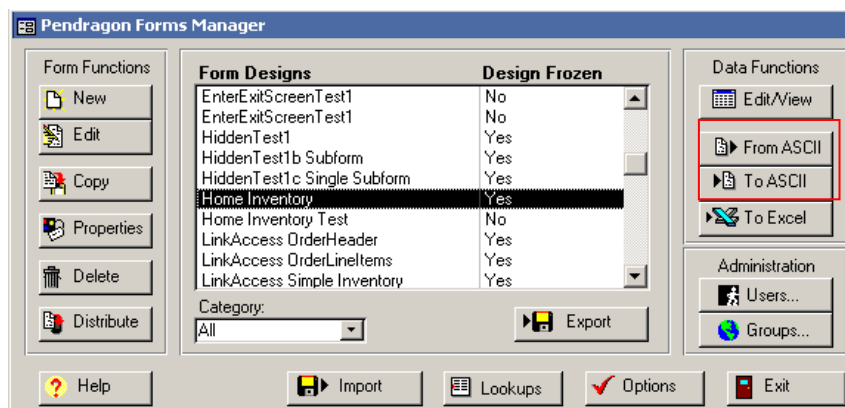 Pendragon Forms Manager
Form Functions
New
Edit
Copy
Properties
Delete
Distribute
Form Designs Design Frozen
EnterExitScreenTest1 No
EnterExitScreenTest1 No
HiddenTest1 Yes
HiddenTest1b Subform Yes
HiddenTest1c Single Subform Yes
Home Inventory Yes
Home Inventory Test No
LinkAccess OrderHeader Yes
LinkAccess OrderLineItems Yes
LinkAccess Simple Inventory Yes
Category:
All
Export
Data Functions
Edit/View
From ASCII
To ASCII
To Excel
Administration
Users...
Groups...
Help
Import
Lookups
Options
Exit